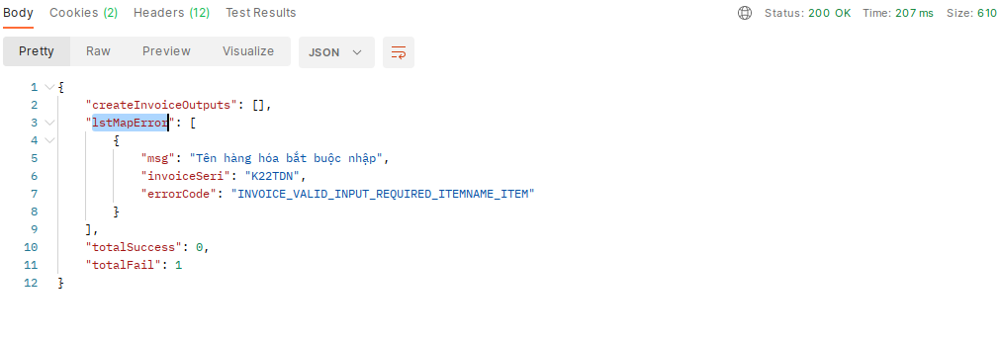 Body Cookies (2) Headers (12) Test Results Status: 200 OK Time: 207 ms Size: 610
Pretty Raw Preview Visualize JSON
1 {
2 "createInvoiceOutputs": [],
3 "lstMapError": [
4 {
5 "msg": "Tên hàng hóa bắt buộc nhập",
6 "invoiceSeri": "K22TDN",
7 "errorCode": "INVOICE_VALID_INPUT_REQUIRED_ITEMNAME_ITEM"
8 }
9 ],
10 "totalSuccess": 0,
11 "totalFail": 1
12 }